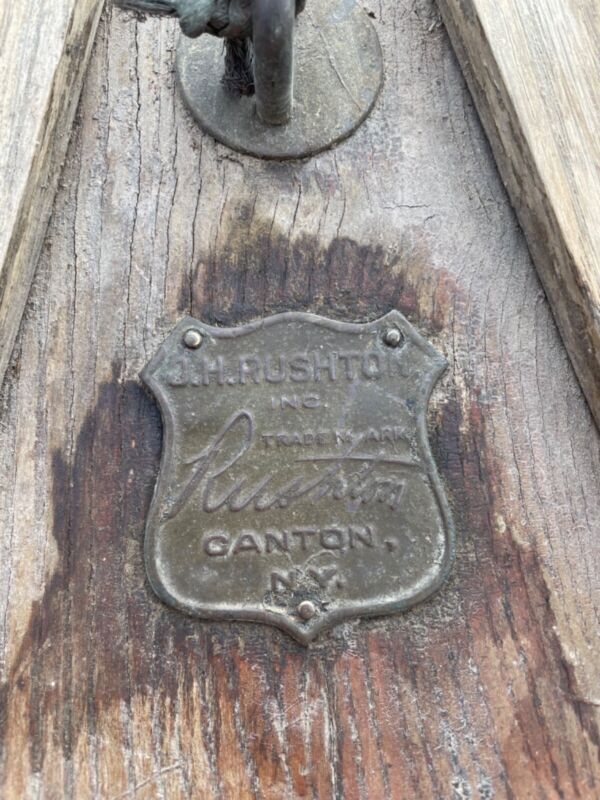 J.H.RUSHTON
INC.
TRADE MARK
Rushton
CANTON,
N.Y.